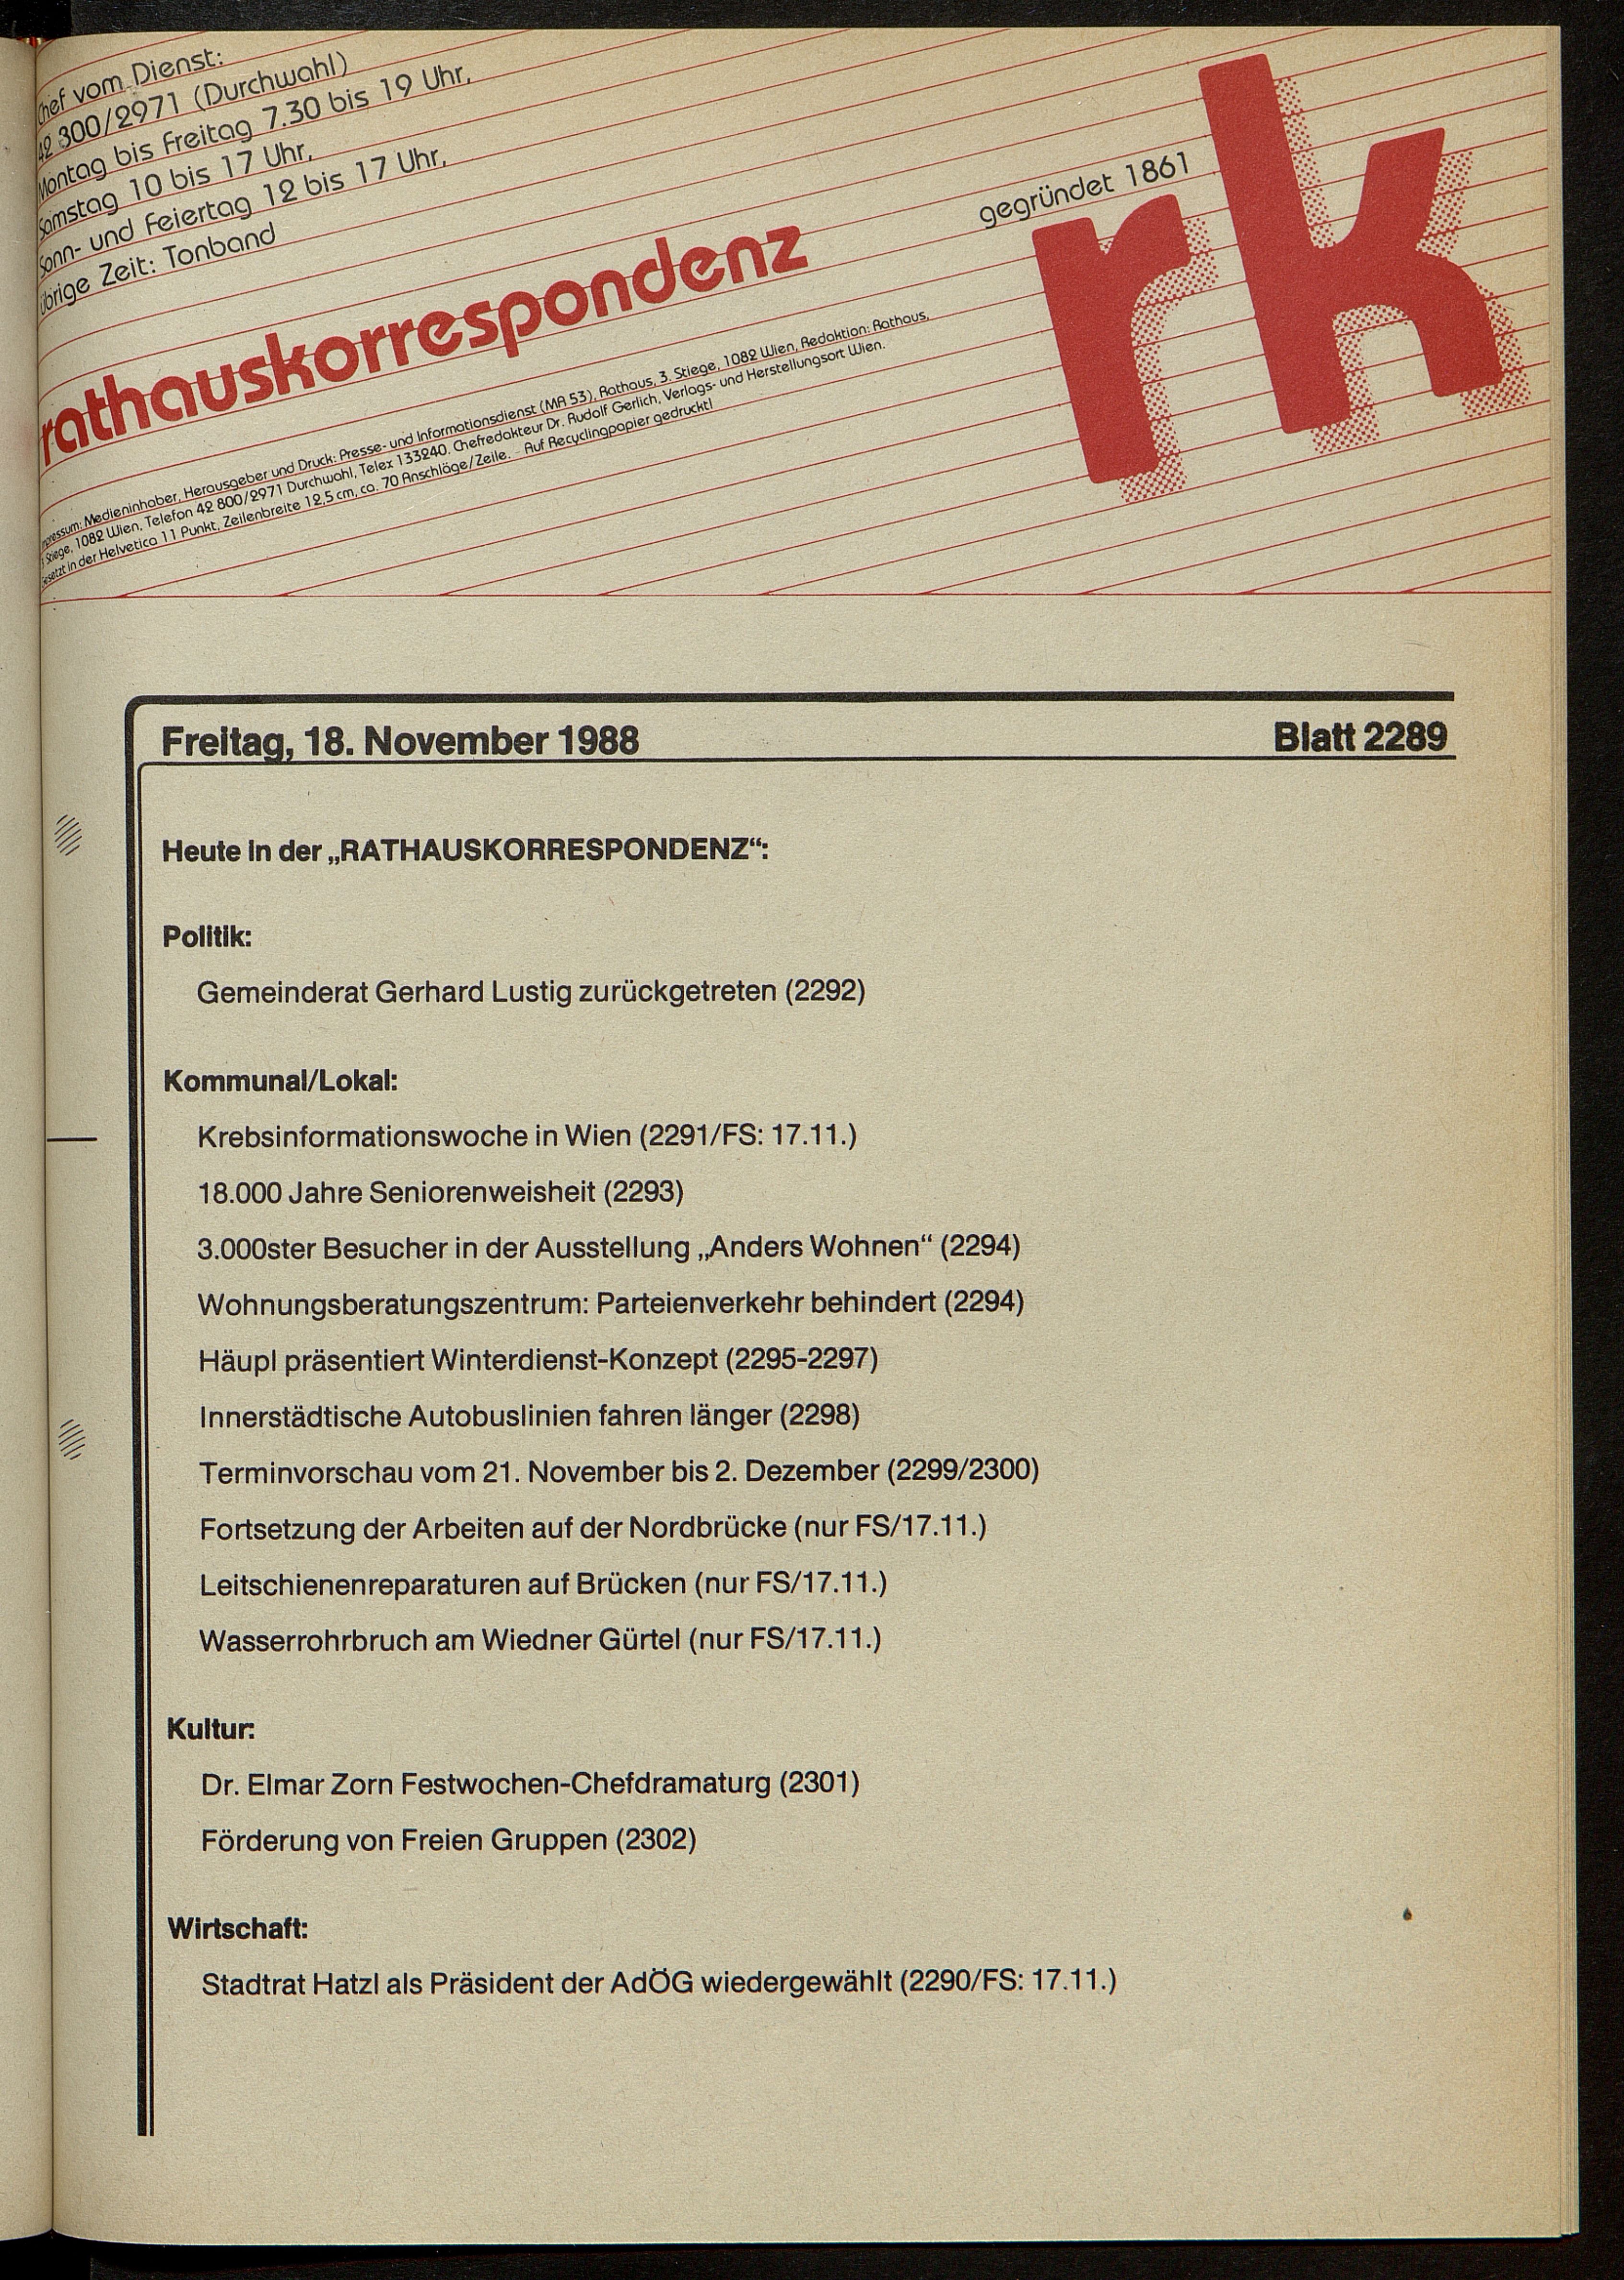 Chef vom Dienst:
42 800/2971 (Durchwahl)
Montag bis Freitag 7.30 bis 19 Uhr,
Samstag 10 bis 17 Uhr,
Sonn- und Feiertag 12 bis 17 Uhr,
übrige Zeit: Tonband
gegründet 1861
rk
rathauskorrespondenz
Impressum: Medieninhaber, Herausgeber und Druck: Presse- und Informationsdienst (MA 53), Rathaus, 3. Stiege, 1082 Wien, Redaktion: Rathaus,
3. Stiege, 1082 Wien, Telefon 42 800/2971 Durchwahl, Telex 133240. Chefredakteur Dr. Rudolf Gerlich, Verlags- und Herstellungsort Wien.
Gesetzt in der Helvetica 11 Punkt, Zeilenbreite 12,5 cm, ca. 70 Anschläge/Zeile. – Auf Recyclingpapier gedruckt!
Freitag, 18. November 1988 Blatt 2289
Heute in der „RATHAUSKORRESPONDENZ“:
Politik:
Gemeinderat Gerhard Lustig zurückgetreten (2292)
Kommunal/Lokal:
Krebsinformationswoche in Wien (2291/FS: 17.11.)
18.000 Jahre Seniorenweisheit (2293)
3.000ster Besucher in der Ausstellung „Anders Wohnen“ (2294)
Wohnungsberatungszentrum: Parteienverkehr behindert (2294)
Häupl präsentiert Winterdienst-Konzept (2295-2297)
Innerstädtische Autobuslinien fahren länger (2298)
Terminvorschau vom 21. November bis 2. Dezember (2299/2300)
Fortsetzung der Arbeiten auf der Nordbrücke (nur FS/17.11.)
Leitschienenreparaturen auf Brücken (nur FS/17.11.)
Wasserrohrbruch am Wiedner Gürtel (nur FS/17.11.)
Kultur:
Dr. Elmar Zorn Festwochen-Chefdramaturg (2301)
Förderung von Freien Gruppen (2302)
Wirtschaft:
Stadtrat Hatzl als Präsident der AdÖG wiedergewählt (2290/FS: 17.11.)